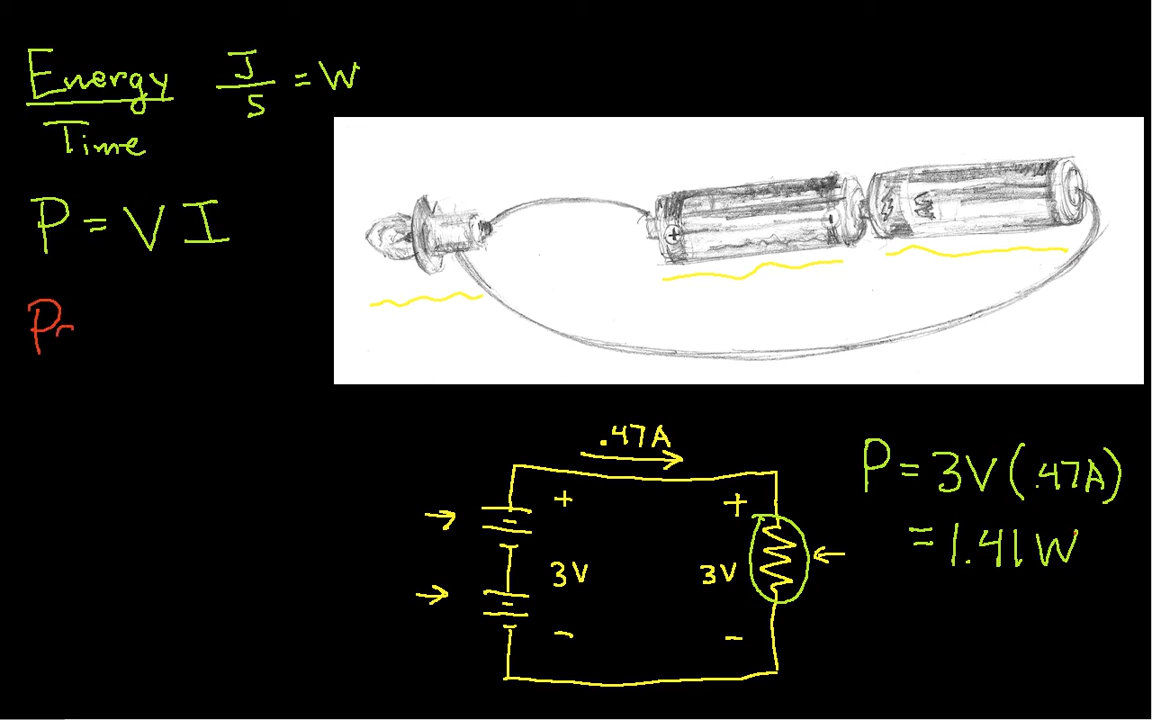 Energy
Time
J
s
= W
P = V I
Pr
+
.47A
+ +
3V 3V
- -
P = 3V(.47A)
= 1.41 W